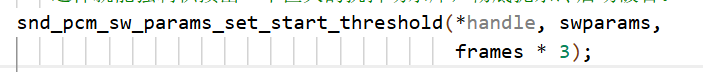 snd_pcm_sw_params_set_start_threshold(*handle, swparams,
frames * 3);